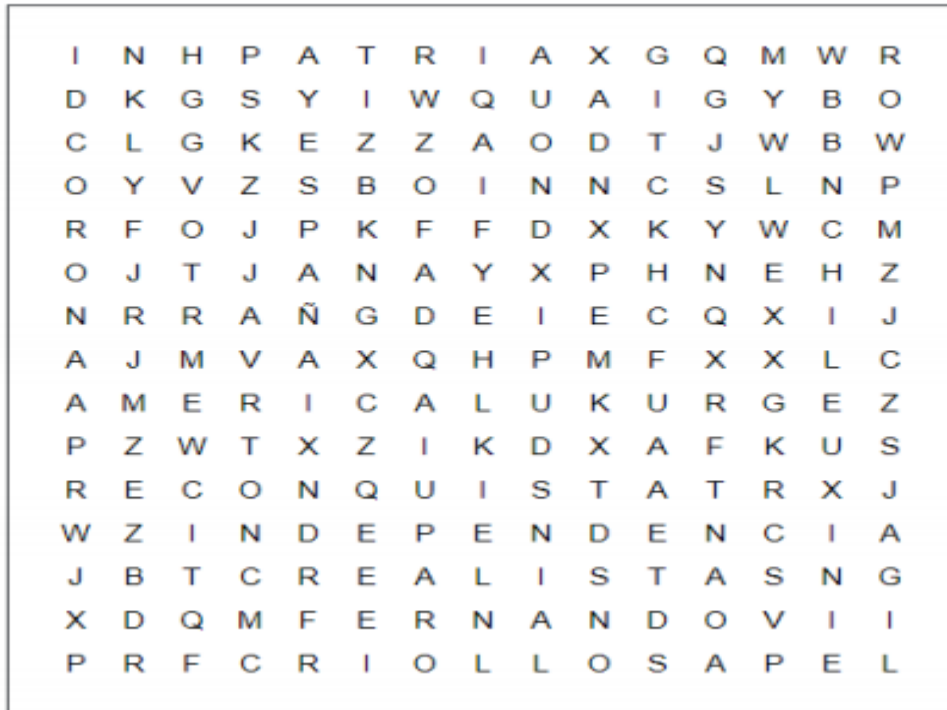 I N H P A T R I A X G Q M W R
D K G S Y I W Q U A I G Y B O
C L G K E Z Z A O D T J W B W
O Y V Z S B O I N N C S L N P
R F O J P K F F D X K Y W C M
O J T J A N A Y X P H N E H Z
N R R A Ñ G D E I E C Q X I J
A J M V A X Q H P M F X X L C
A M E R I C A L U K U R G E Z
P Z W T X Z I K D X A F K U S
R E C O N Q U I S T A T R X J
W Z I N D E P E N D E N C I A
J B T C R E A L I S T A S N G
X D Q M F E R N A N D O V I I
P R F C R I O L L O S A P E L